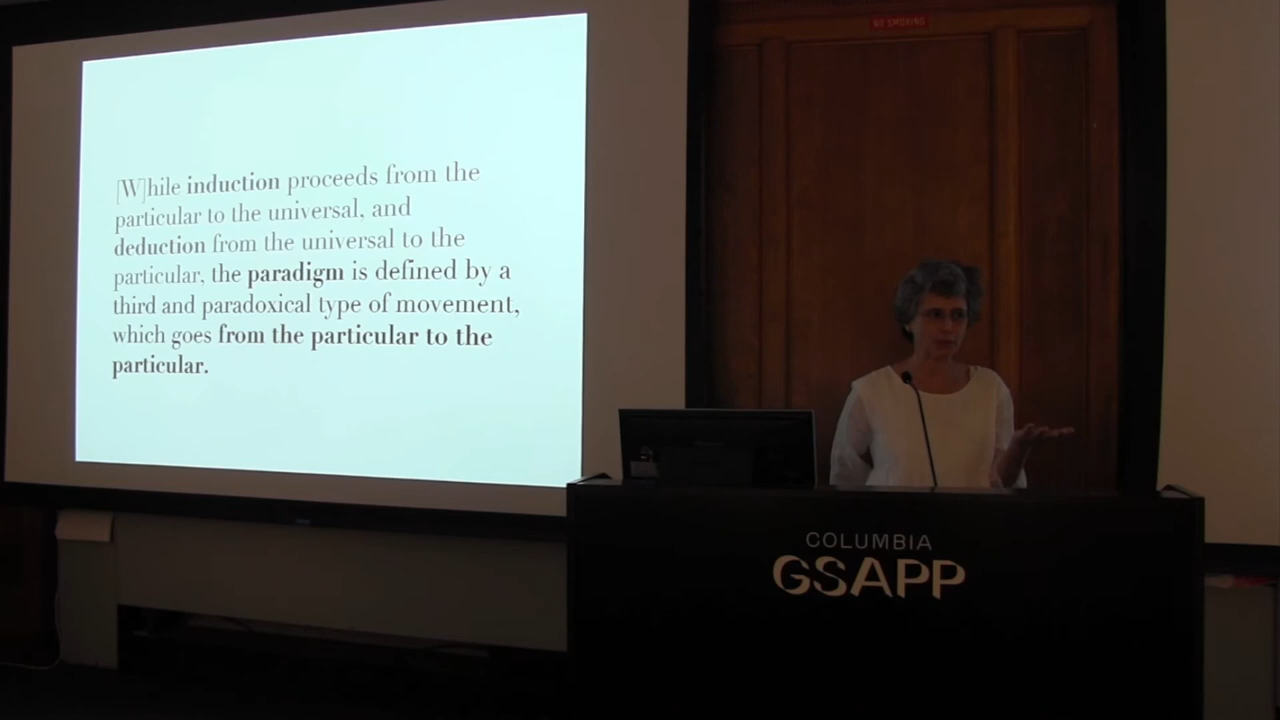 [W]hile induction proceeds from the
particular to the universal, and
deduction from the universal to the
particular, the paradigm is defined by a
third and paradoxical type of movement,
which goes from the particular to the
particular.
NO SMOKING
COLUMBIA
GSAPP